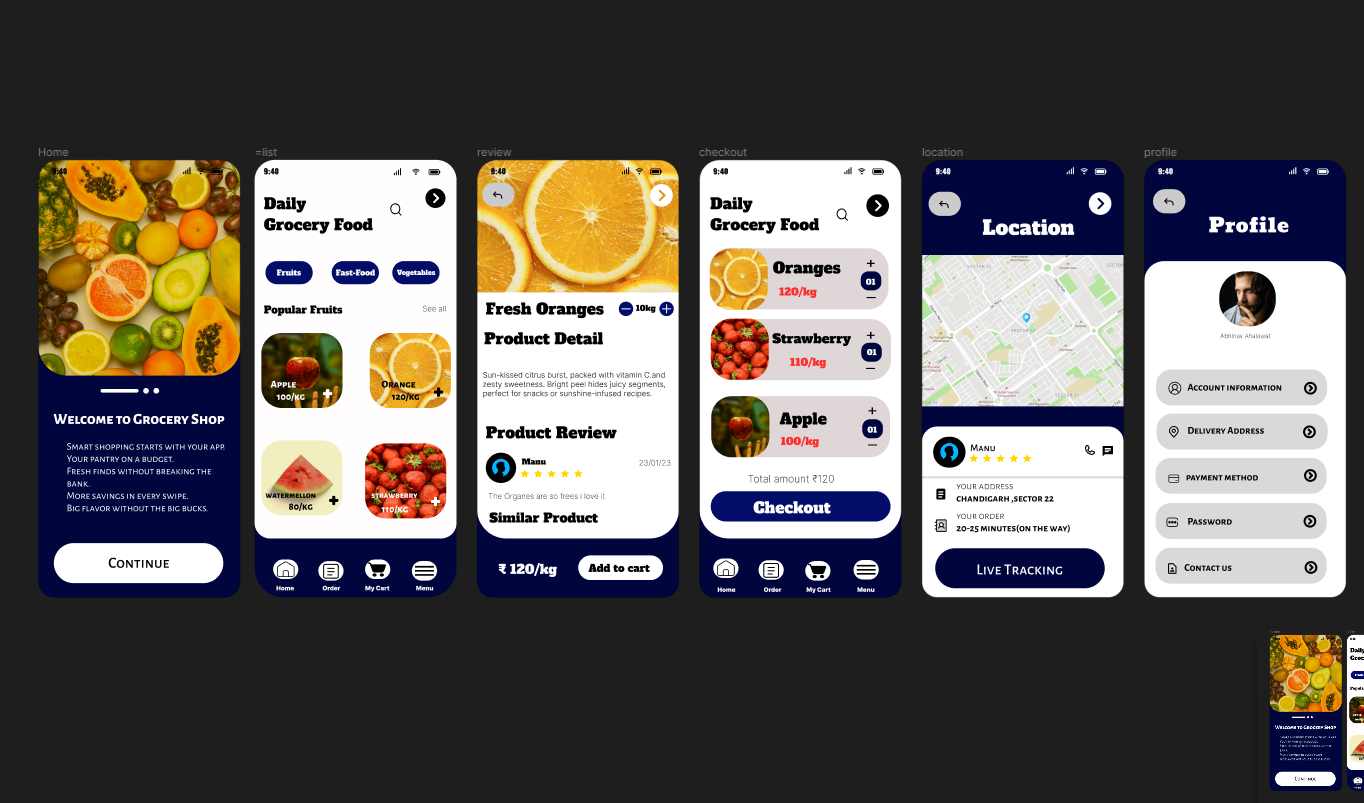 Home
9:40
Welcome to Grocery Shop
Smart shopping starts with your app.
Your pantry on a budget.
Fresh finds without breaking the
bank.
More savings in every swipe.
Big flavor without the big bucks.
Continue
=list
9:40
Daily
Grocery Food
Fruits
Fast-Food
Vegetables
Popular Fruits
See all
Apple
100/kg
Orange
120/kg
Watermellon
80/kg
Strawberry
110/kg
Home
Order
My Cart
Menu
review
9:40
Fresh Oranges
10kg
Product Detail
Sun-kissed citrus burst, packed with vitamin C.and
zesty sweetness. Bright peel hides juicy segments,
perfect for snacks or sunshine-infused recipes.
Product Review
Manu
23/01/23
The Organes are so frees i love it
Similar Product
₹ 120/kg
Add to cart
checkout
9:40
Daily
Grocery Food
Oranges
120/kg
+
01
—
Strawberry
110/kg
+
01
—
Apple
100/kg
+
01
—
Total amount ₹120
Checkout
Home
Order
My Cart
Menu
location
9:40
Location
Manu
YOUR ADDRESS
CHANDIGARH ,SECTOR 22
YOUR ORDER
20-25 MINUTES(ON THE WAY)
Live Tracking
profile
9:40
Profile
Abhinav Ahalawat
Account information
Delivery Address
payment method
Password
Contact us
Welcome to Grocery Shop
Continue